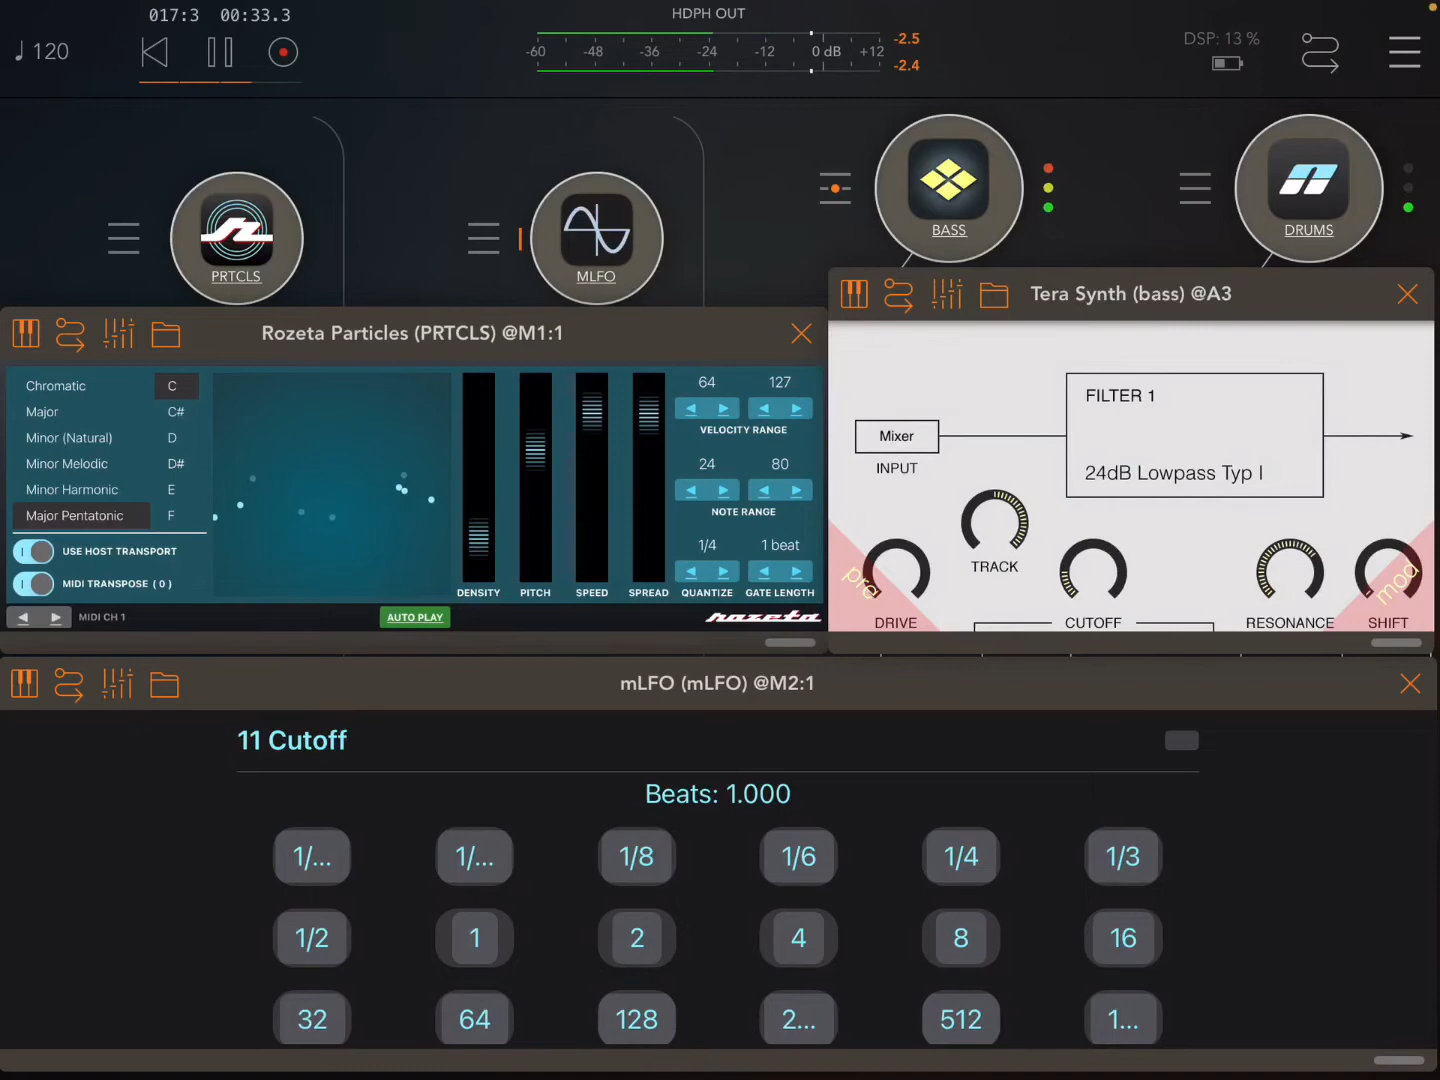 017:3 00:33.3
HDPH OUT
120
-60 -48 -36 -24 -12 0 dB +12
-2.5
-2.4
DSP: 13 %
PRTCLS
MLFO
BASS
DRUMS
Rozeta Particles (PRTCLS) @M1:1
Chromatic C
Major C#
Minor (Natural) D
Minor Melodic D#
Minor Harmonic E
Major Pentatonic F
USE HOST TRANSPORT
MIDI TRANSPOSE ( 0 )
MIDI CH 1
AUTO PLAY
DENSITY PITCH SPEED SPREAD
64 127
VELOCITY RANGE
24 80
NOTE RANGE
1/4 1 beat
QUANTIZE GATE LENGTH
rozeta
Tera Synth (bass) @A3
FILTER 1
Mixer
INPUT
24dB Lowpass Typ I
TRACK
pre
mod
DRIVE CUTOFF RESONANCE SHIFT
mLFO (mLFO) @M2:1
11 Cutoff
Beats: 1.000
1/... 1/... 1/8 1/6 1/4 1/3
1/2 1 2 4 8 16
32 64 128 2... 512 1...